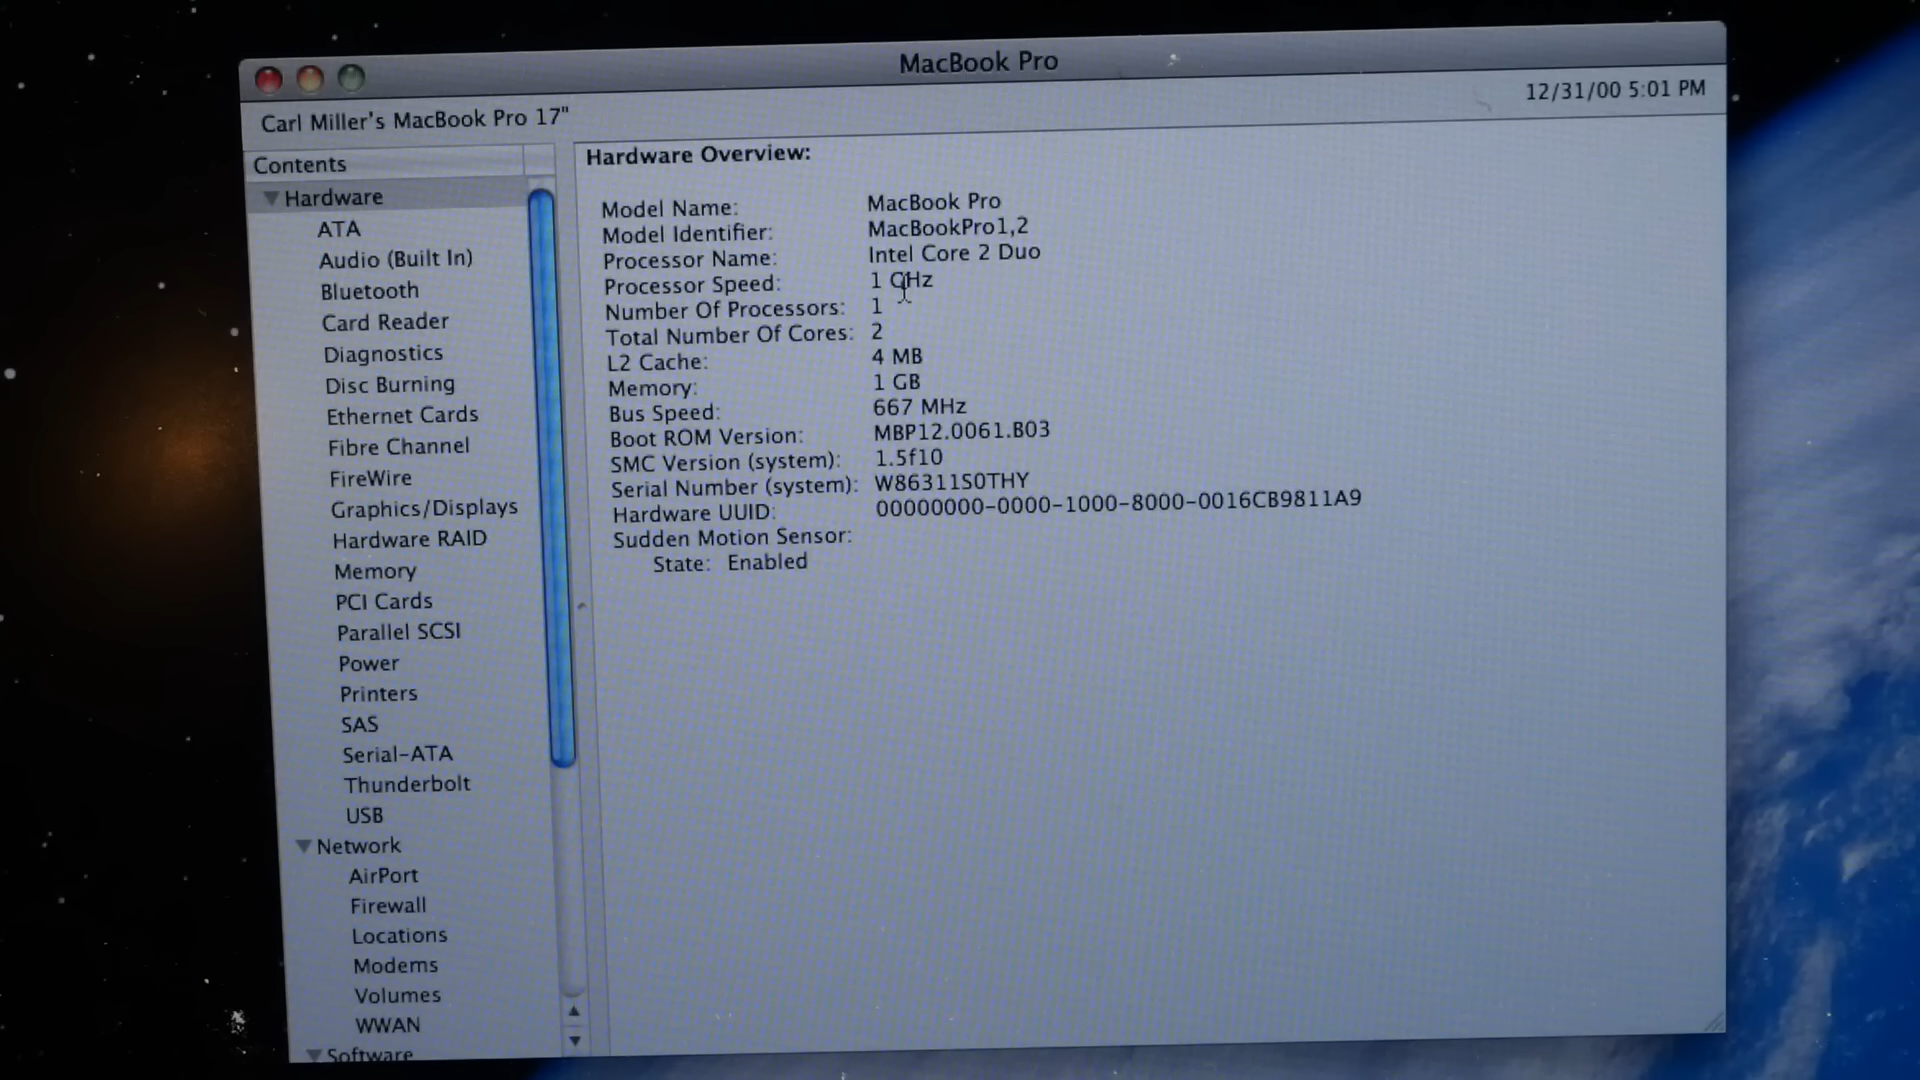 MacBook Pro
Carl Miller's MacBook Pro 17"
12/31/00 5:01 PM
Contents
Hardware
ATA
Audio (Built In)
Bluetooth
Card Reader
Diagnostics
Disc Burning
Ethernet Cards
Fibre Channel
FireWire
Graphics/Displays
Hardware RAID
Memory
PCI Cards
Parallel SCSI
Power
Printers
SAS
Serial-ATA
Thunderbolt
USB
Network
AirPort
Firewall
Locations
Modems
Volumes
WWAN
Software
Hardware Overview:
Model Name: MacBook Pro
Model Identifier: MacBookPro1,2
Processor Name: Intel Core 2 Duo
Processor Speed: 1 GHz
Number Of Processors: 1
Total Number Of Cores: 2
L2 Cache: 4 MB
Memory: 1 GB
Bus Speed: 667 MHz
Boot ROM Version: MBP12.0061.B03
SMC Version (system): 1.5f10
Serial Number (system): W86311S0THY
Hardware UUID: 00000000-0000-1000-8000-0016CB9811A9
Sudden Motion Sensor:
State: Enabled